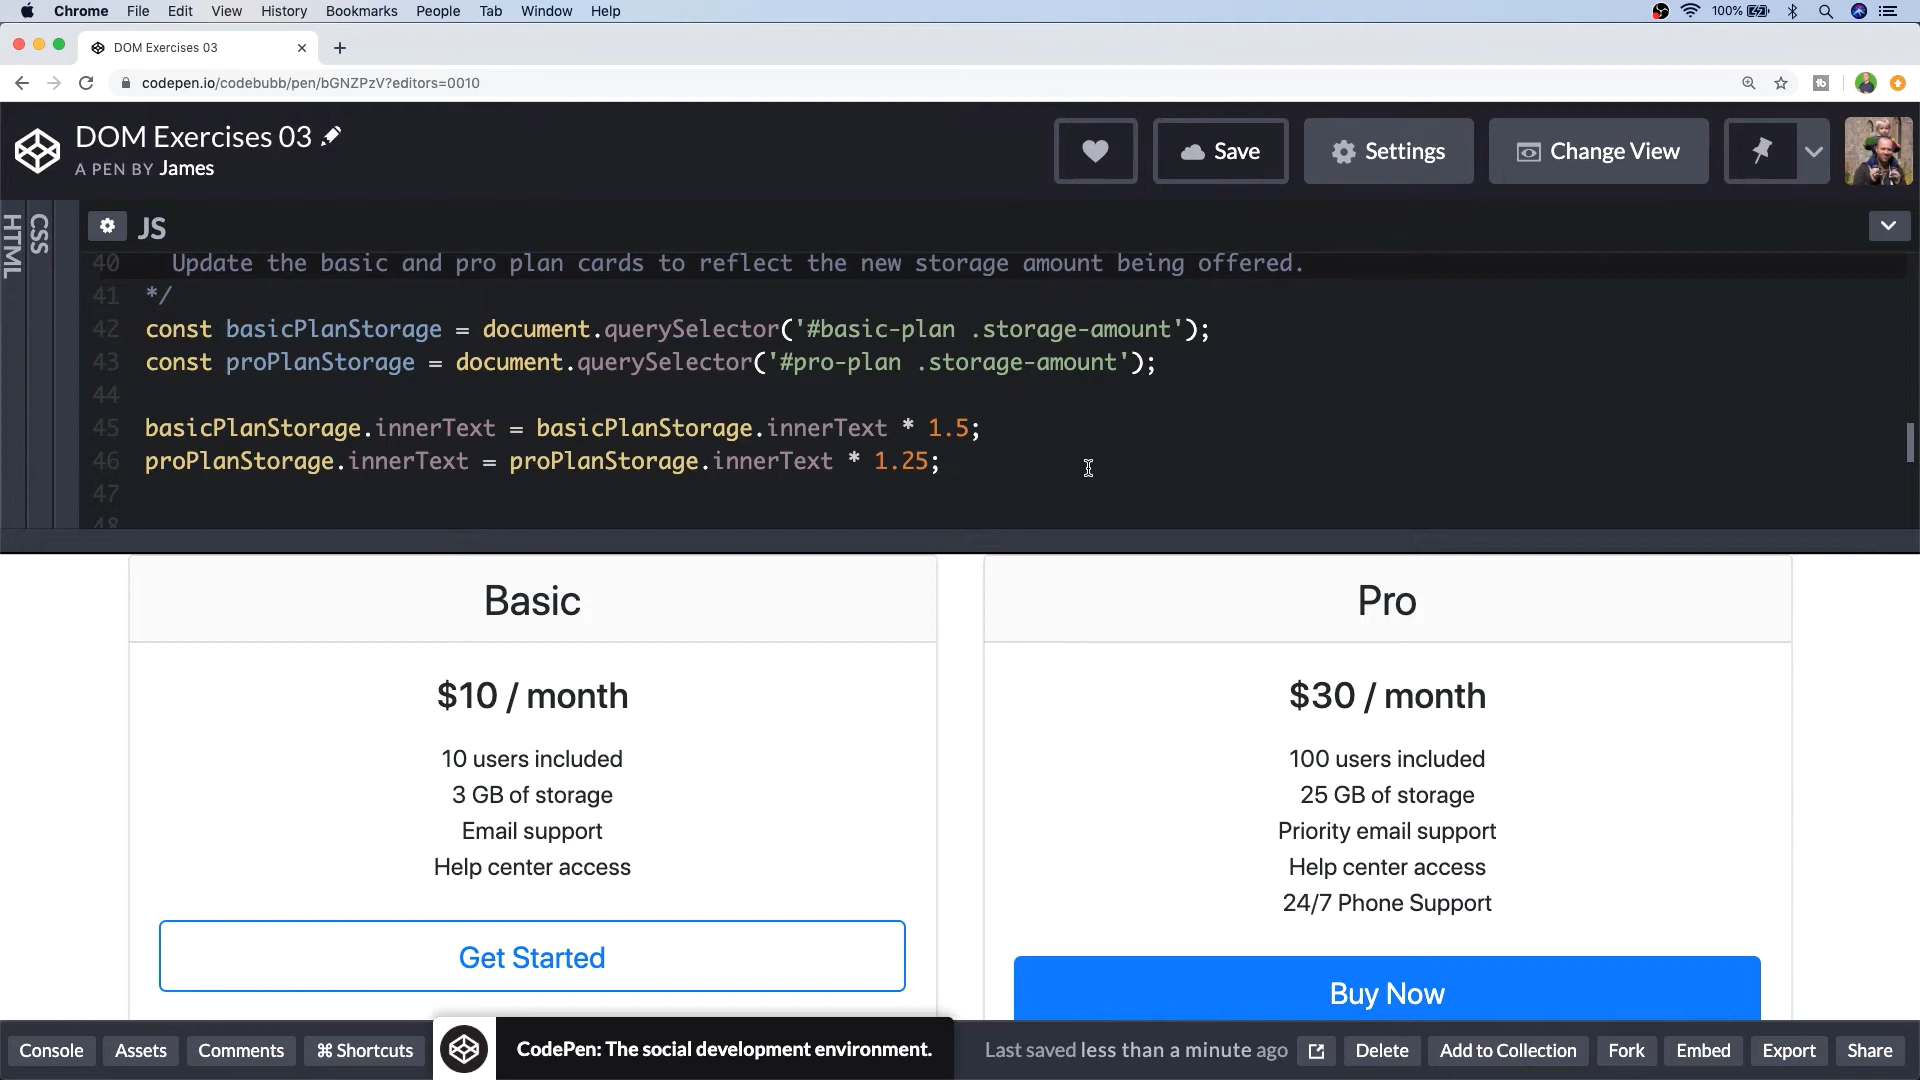 Chrome File Edit View History Bookmarks People Tab Window Help 100%
DOM Exercises 03
codepen.io/codebubb/pen/bGNZPzV?editors=0010
DOM Exercises 03
A PEN BY James
Save
Settings
Change View
HTML
CSS
JS
40 Update the basic and pro plan cards to reflect the new storage amount being offered.
41 */
42 const basicPlanStorage = document.querySelector('#basic-plan .storage-amount');
43 const proPlanStorage = document.querySelector('#pro-plan .storage-amount');
44
45 basicPlanStorage.innerText = basicPlanStorage.innerText * 1.5;
46 proPlanStorage.innerText = proPlanStorage.innerText * 1.25;
47
48
Basic
$10 / month
10 users included
3 GB of storage
Email support
Help center access
Get Started
Pro
$30 / month
100 users included
25 GB of storage
Priority email support
Help center access
24/7 Phone Support
Buy Now
Console Assets Comments ⌘ Shortcuts CodePen: The social development environment. Last saved less than a minute ago Delete Add to Collection Fork Embed Export Share